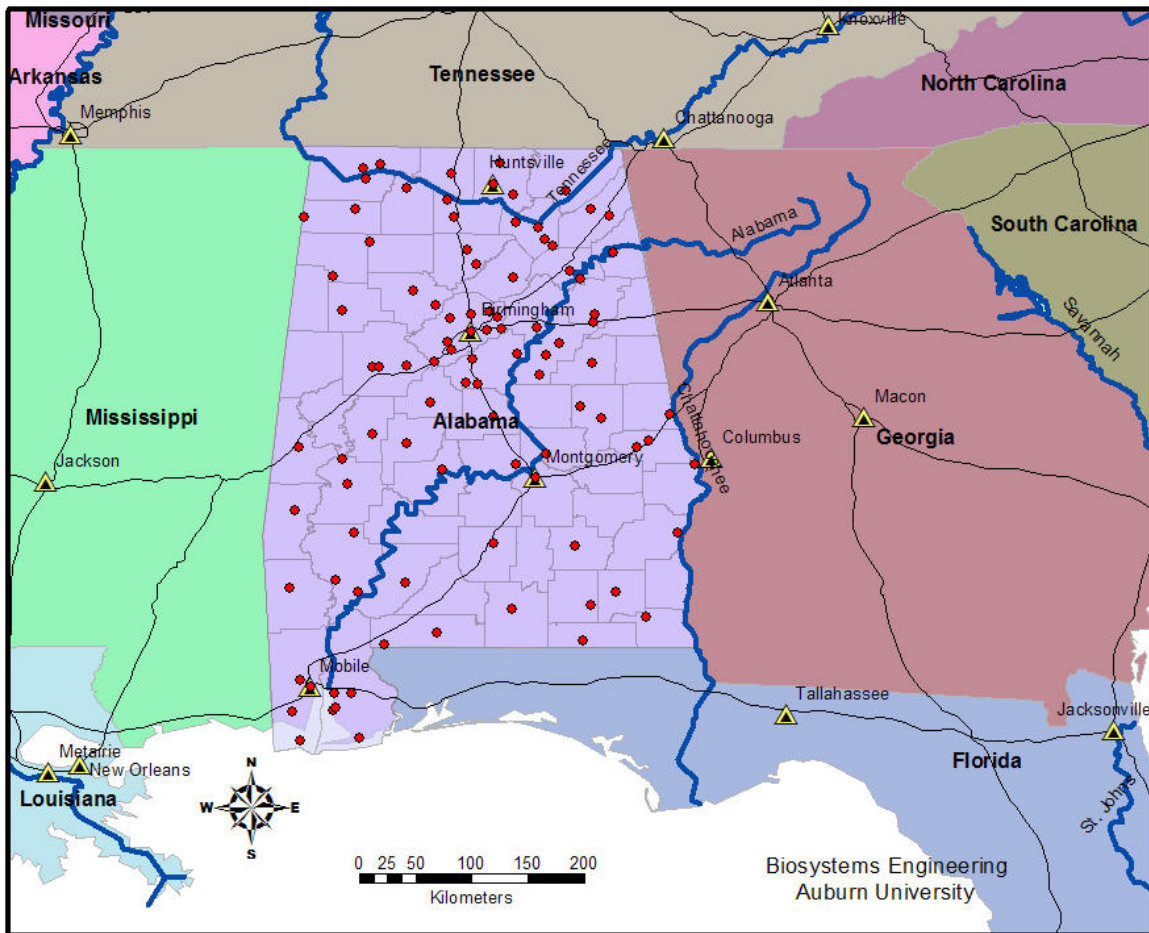 Missouri
Knoxville
Arkansas
Tennessee
North Carolina
Memphis
Chattanooga
Huntsville
Tennessee
South Carolina
Alabama
Atlanta
Savannah
Birmingham
Mississippi
Alabama
Chattahoochee
Macon
Columbus
Georgia
Jackson
Montgomery
Mobile
Tallahassee
Jacksonville
Metairie
New Orleans
Louisiana
Florida
St. Johns
N
W E
S
0 25 50 100 150 200
Kilometers
Biosystems Engineering
Auburn University